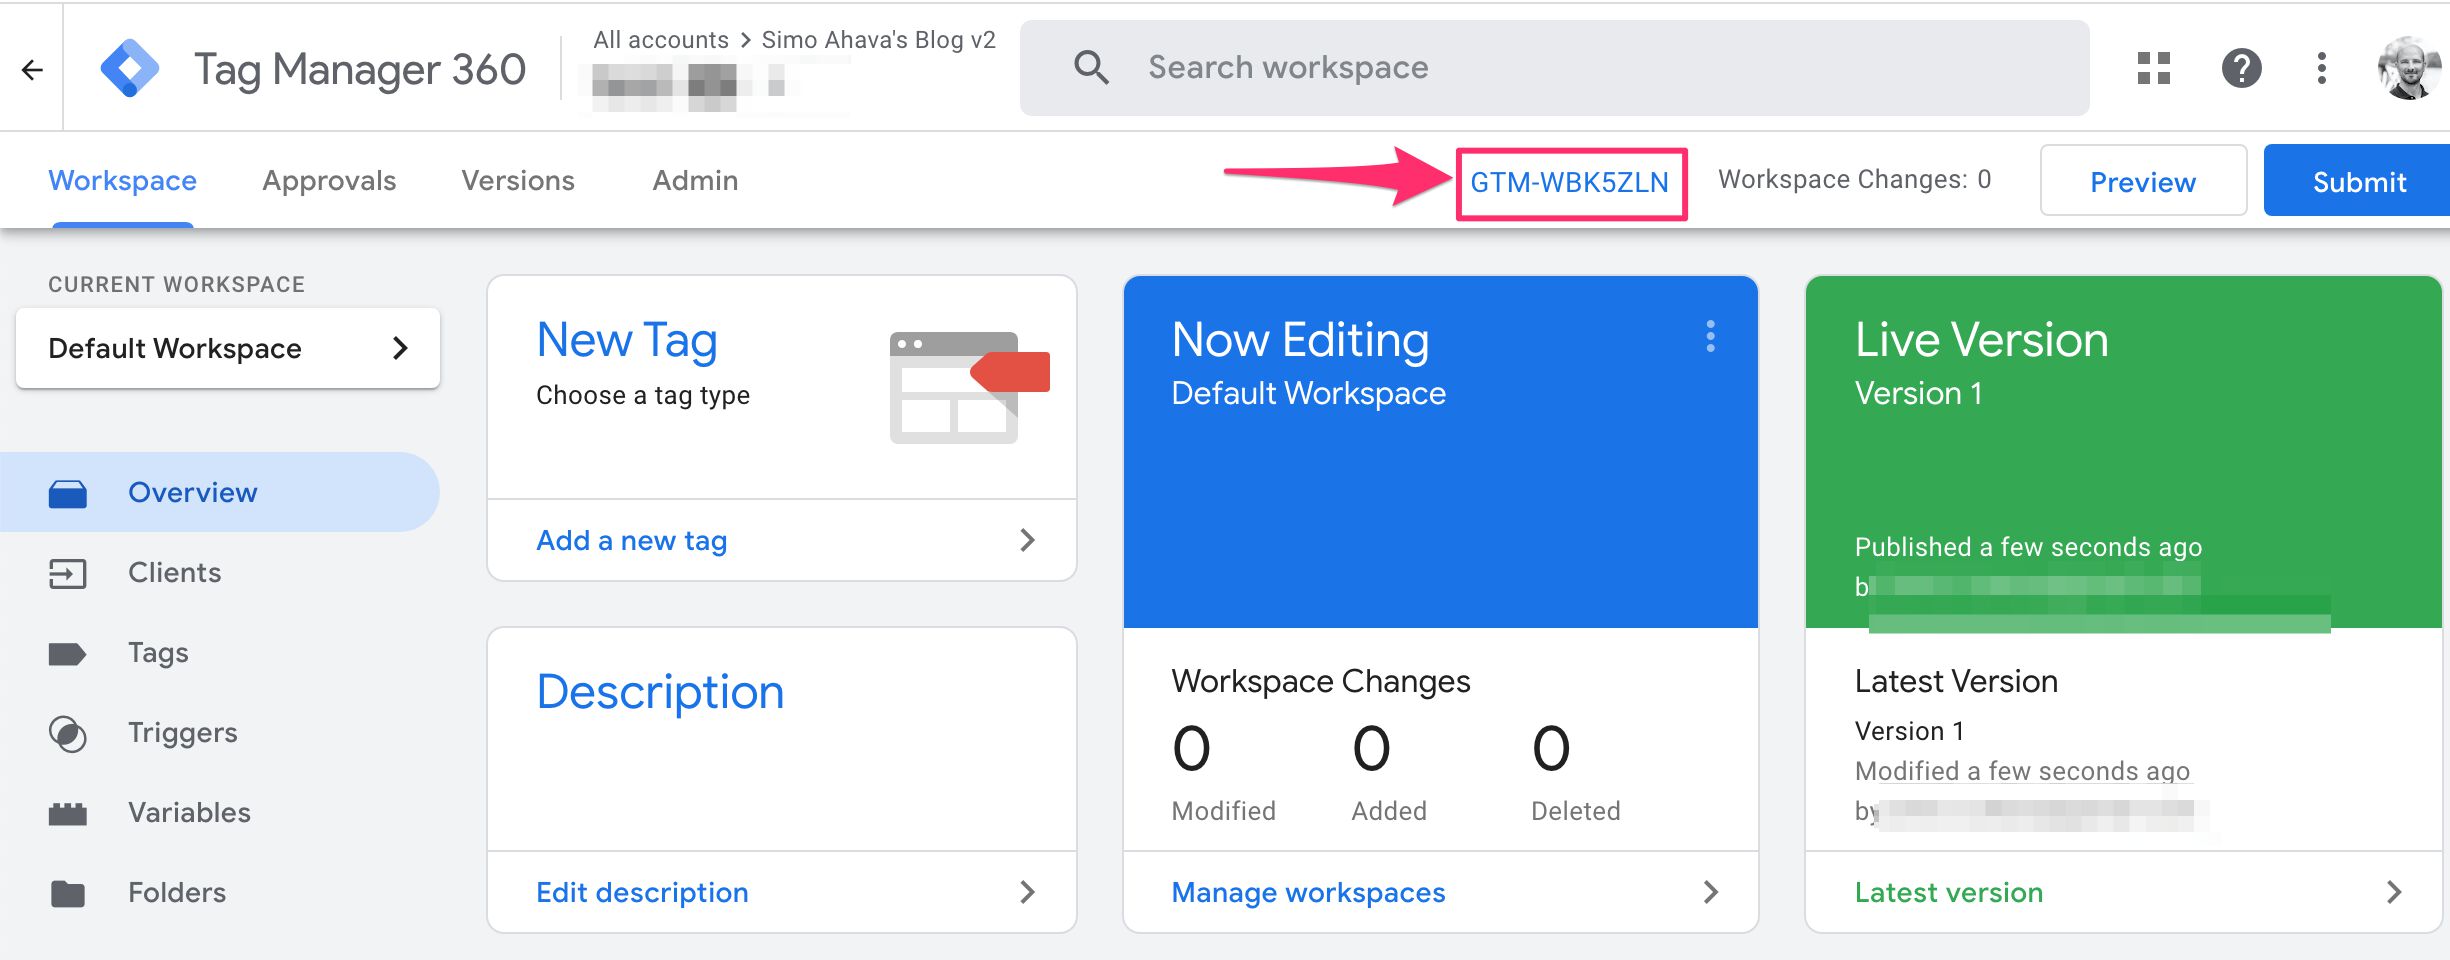 Tag Manager 360
All accounts > Simo Ahava's Blog v2
Search workspace
Workspace
Approvals
Versions
Admin
GTM-WBK5ZLN
Workspace Changes: 0
Preview
Submit
CURRENT WORKSPACE
Default Workspace
Overview
Clients
Tags
Triggers
Variables
Folders
New Tag
Choose a tag type
Add a new tag
Description
Edit description
Now Editing
Default Workspace
Workspace Changes
0 0 0
Modified Added Deleted
Manage workspaces
Live Version
Version 1
Published a few seconds ago
Latest Version
Version 1
Modified a few seconds ago
by
Latest version